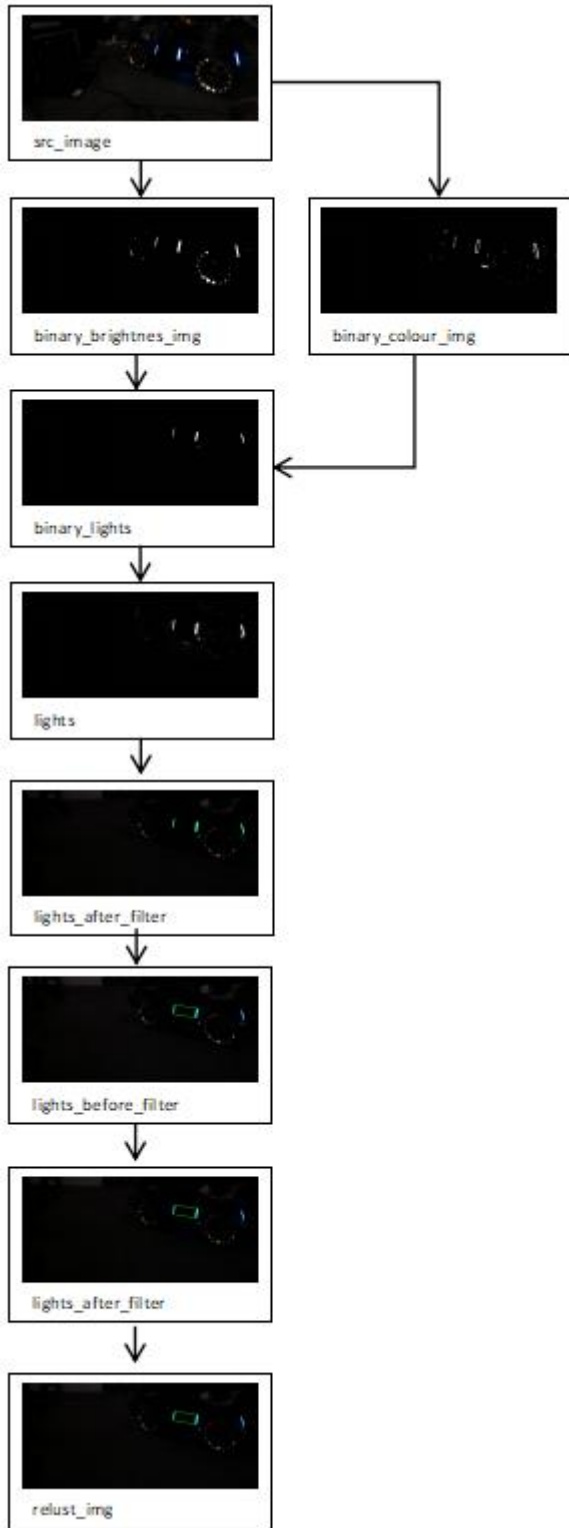 src_image
binary_brightnes_img
binary_colour_img
binary_lights
lights
lights_after_filter
lights_before_filter
lights_after_filter
relust_img